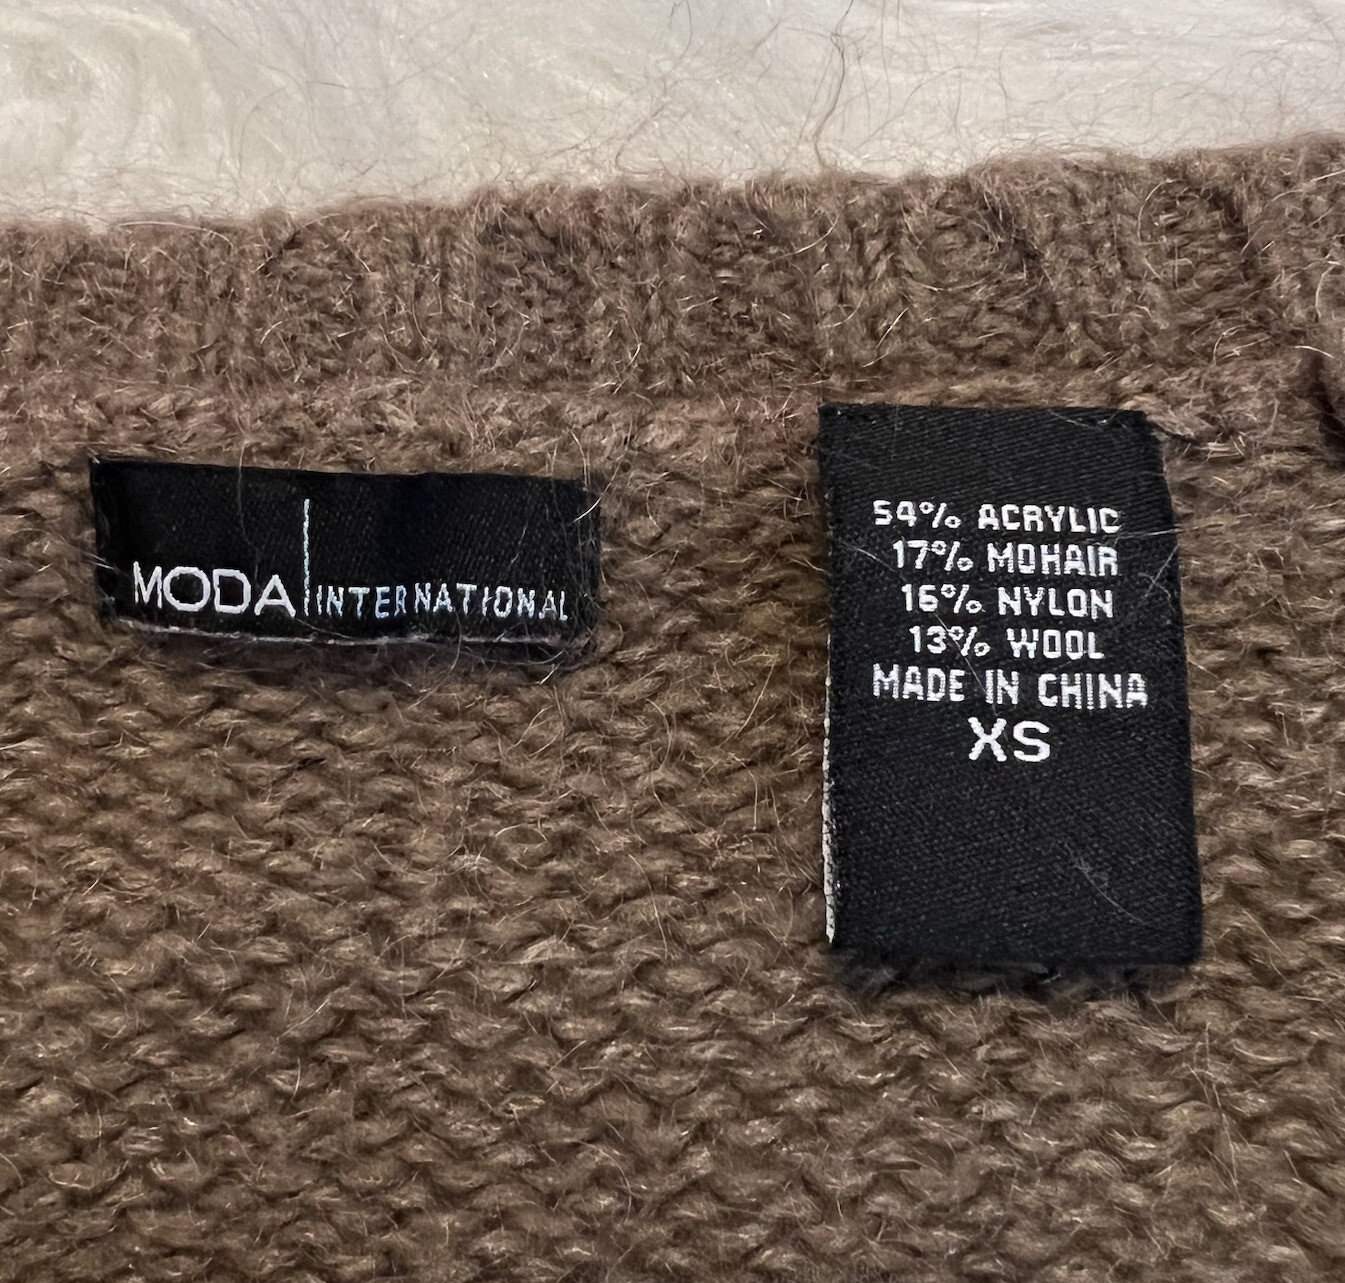 MODA INTERNATIONAL
54% ACRYLIC
17% MOHAIR
16% NYLON
13% WOOL
MADE IN CHINA
XS